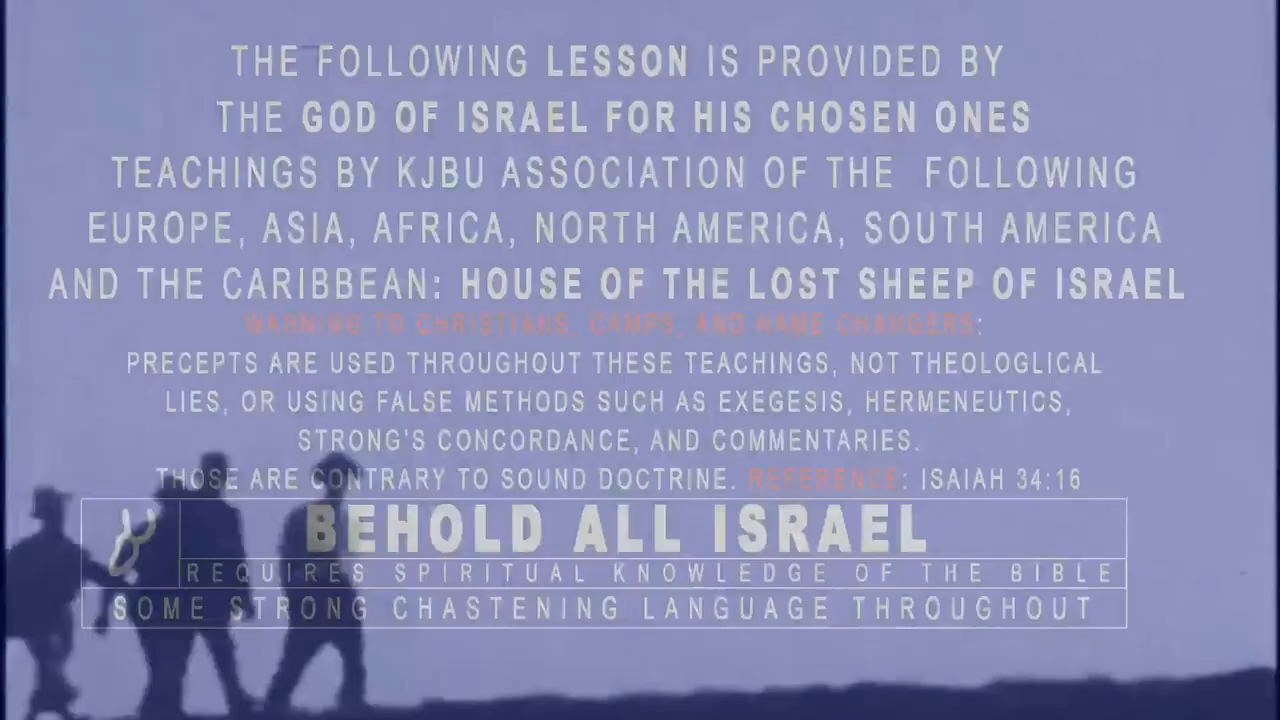 THE FOLLOWING LESSON IS PROVIDED BY
THE GOD OF ISRAEL FOR HIS CHOSEN ONES
TEACHINGS BY KJBU ASSOCIATION OF THE FOLLOWING
EUROPE, ASIA, AFRICA, NORTH AMERICA, SOUTH AMERICA
AND THE CARIBBEAN: HOUSE OF THE LOST SHEEP OF ISRAEL
WARNING TO CHRISTIANS, CAMPS, AND NAME CHANGERS:
PRECEPTS ARE USED THROUGHOUT THESE TEACHINGS, NOT THEOLOGLICAL
LIES, OR USING FALSE METHODS SUCH AS EXEGESIS, HERMENEUTICS,
STRONG'S CONCORDANCE, AND COMMENTARIES.
THOSE ARE CONTRARY TO SOUND DOCTRINE. REFERENCE: ISAIAH 34:16
BEHOLD ALL ISRAEL
REQUIRES SPIRITUAL KNOWLEDGE OF THE BIBLE
SOME STRONG CHASTENING LANGUAGE THROUGHOUT